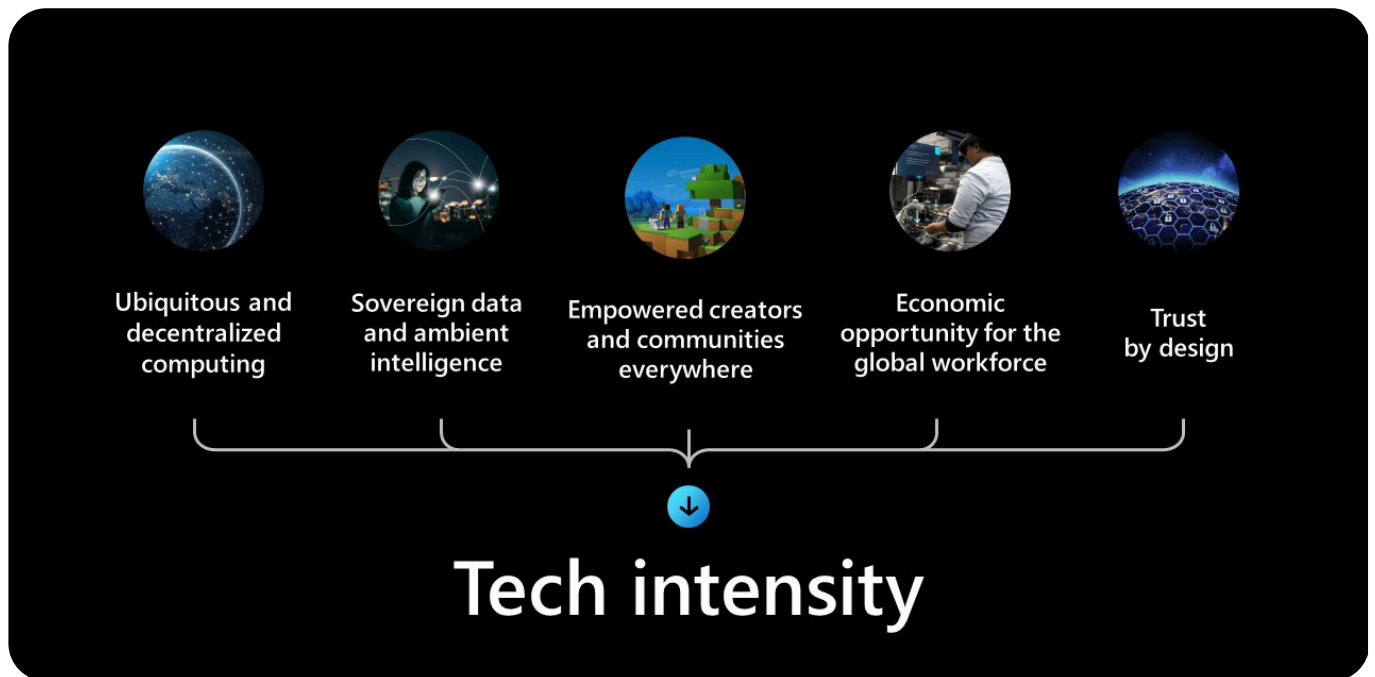 Ubiquitous and
decentralized
computing
Sovereign data
and ambient
intelligence
Empowered creators
and communities
everywhere
Economic
opportunity for the
global workforce
Trust
by design
Tech intensity